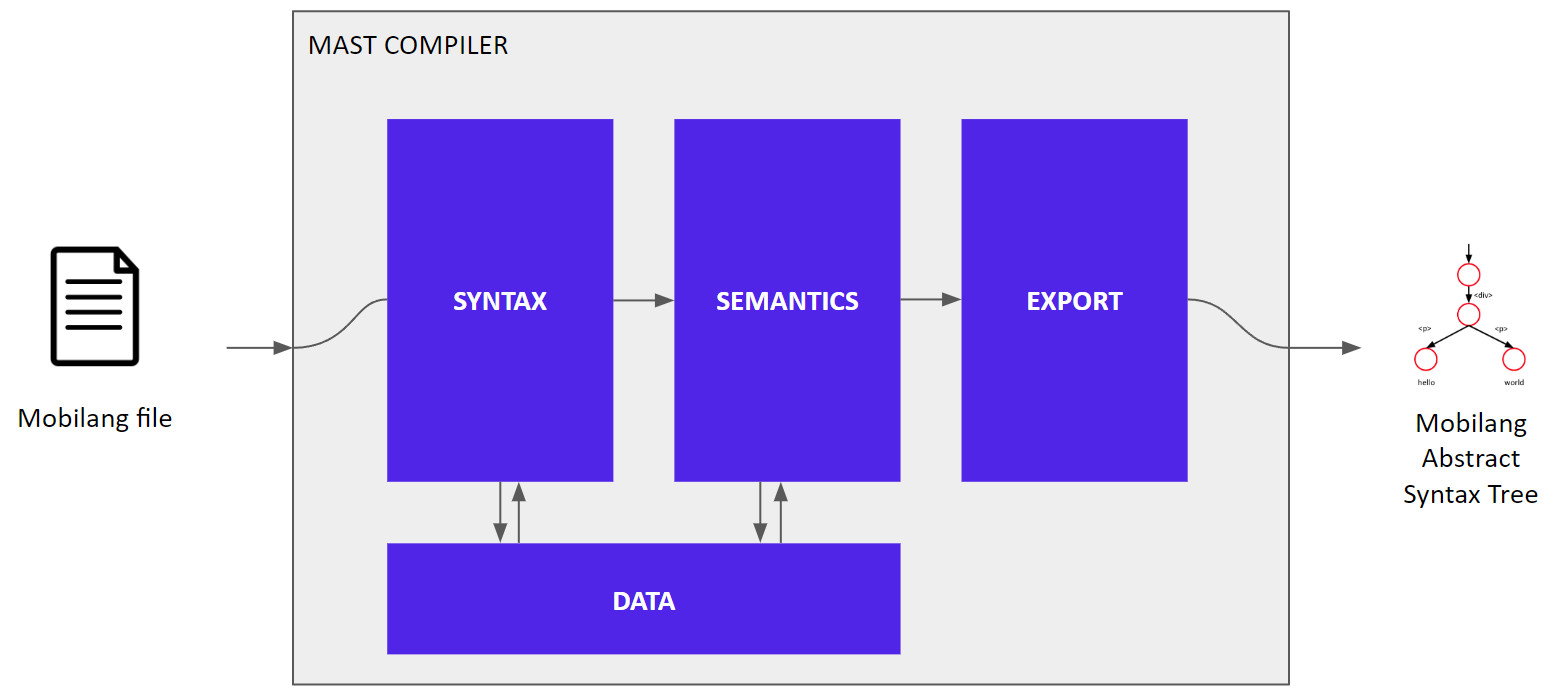 MAST COMPILER
SYNTAX
SEMANTICS
EXPORT
DATA
Mobilang file
<div>
<p>
<p>
hello
world
Mobilang
Abstract
Syntax Tree